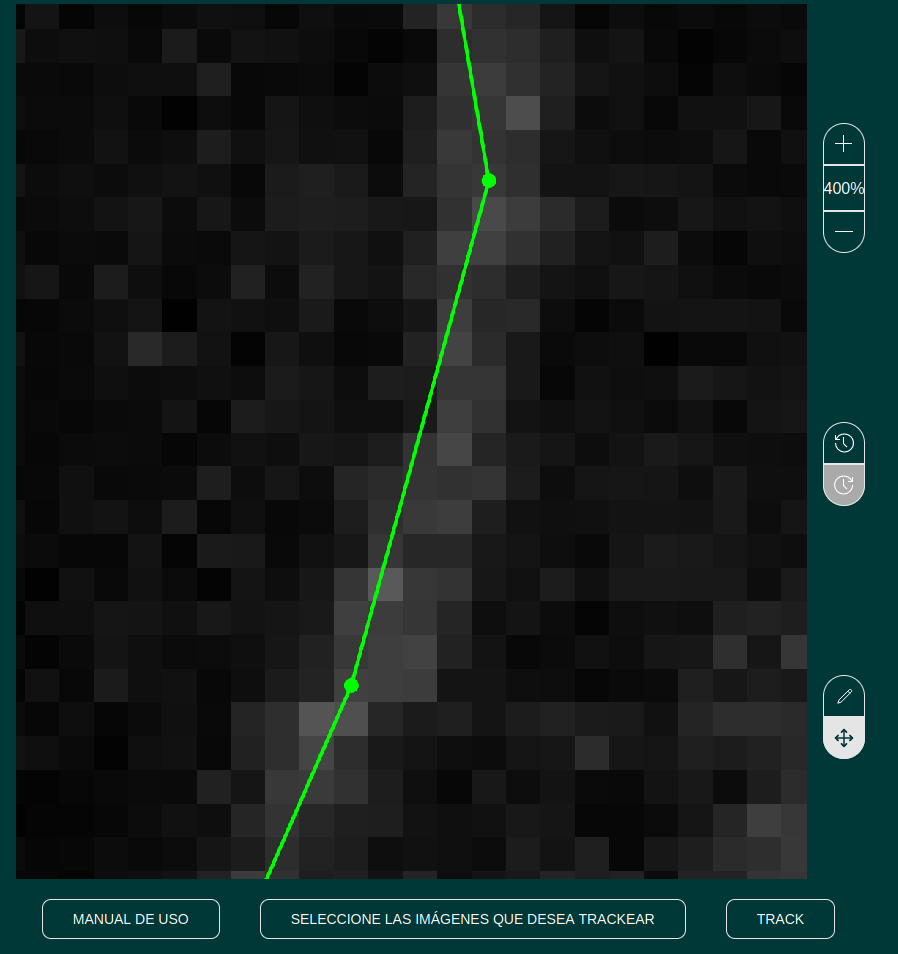 400%
MANUAL DE USO
SELECCIONE LAS IMÁGENES QUE DESEA TRACKEAR
TRACK